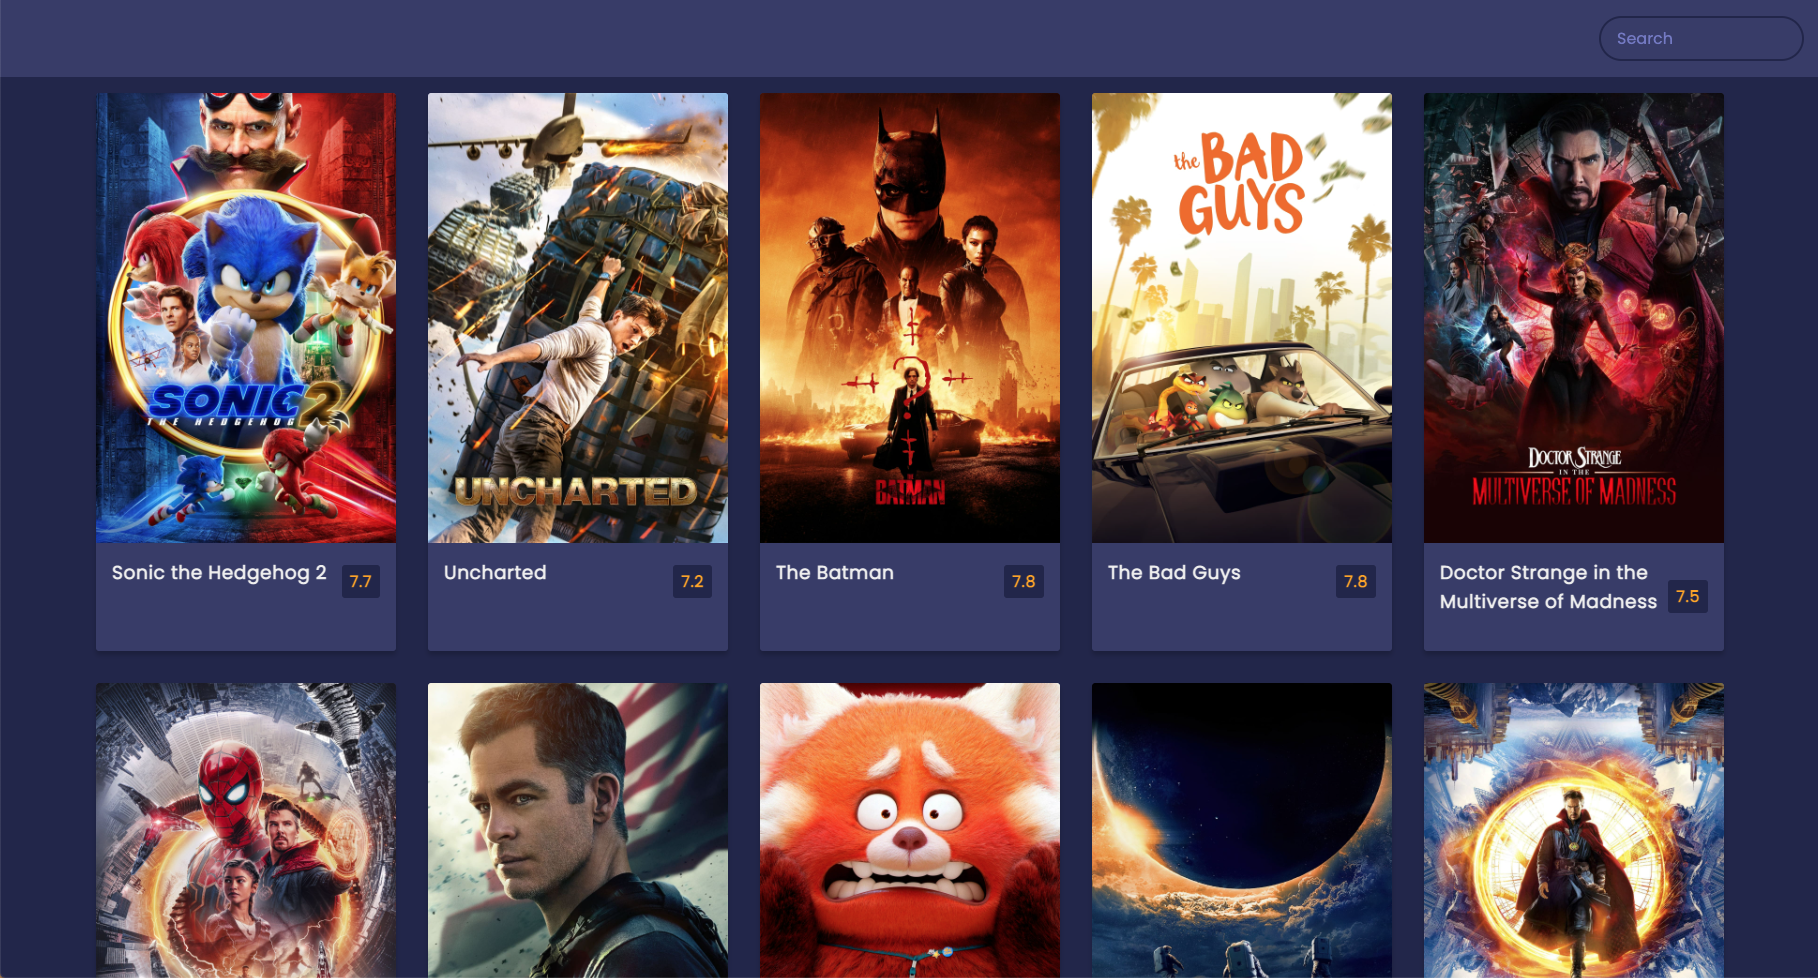 Search
SONIC 2
THE HEDGEHOG
UNCHARTED
THE
BATMAN
the BAD
GUYS
DOCTOR STRANGE
IN THE
MULTIVERSE OF MADNESS
Sonic the Hedgehog 2
7.7
Uncharted
7.2
The Batman
7.8
The Bad Guys
7.8
Doctor Strange in the
Multiverse of Madness
7.5